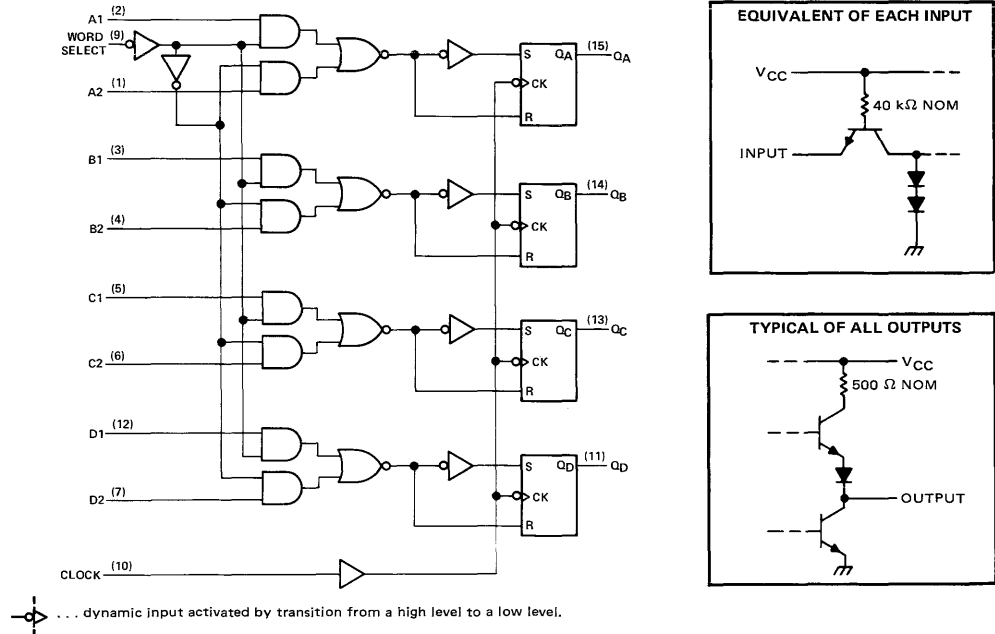 A1 (2)
WORD SELECT (9)
A2 (1)
S QA (15) QA
CK
R
B1 (3)
B2 (4)
S QB (14) QB
CK
R
C1 (5)
C2 (6)
S QC (13) QC
CK
R
D1 (12)
D2 (7)
S QD (11) QD
CK
R
CLOCK (10)
... dynamic input activated by transition from a high level to a low level.
EQUIVALENT OF EACH INPUT
VCC
40 kΩ NOM
INPUT
TYPICAL OF ALL OUTPUTS
VCC
500 Ω NOM
OUTPUT